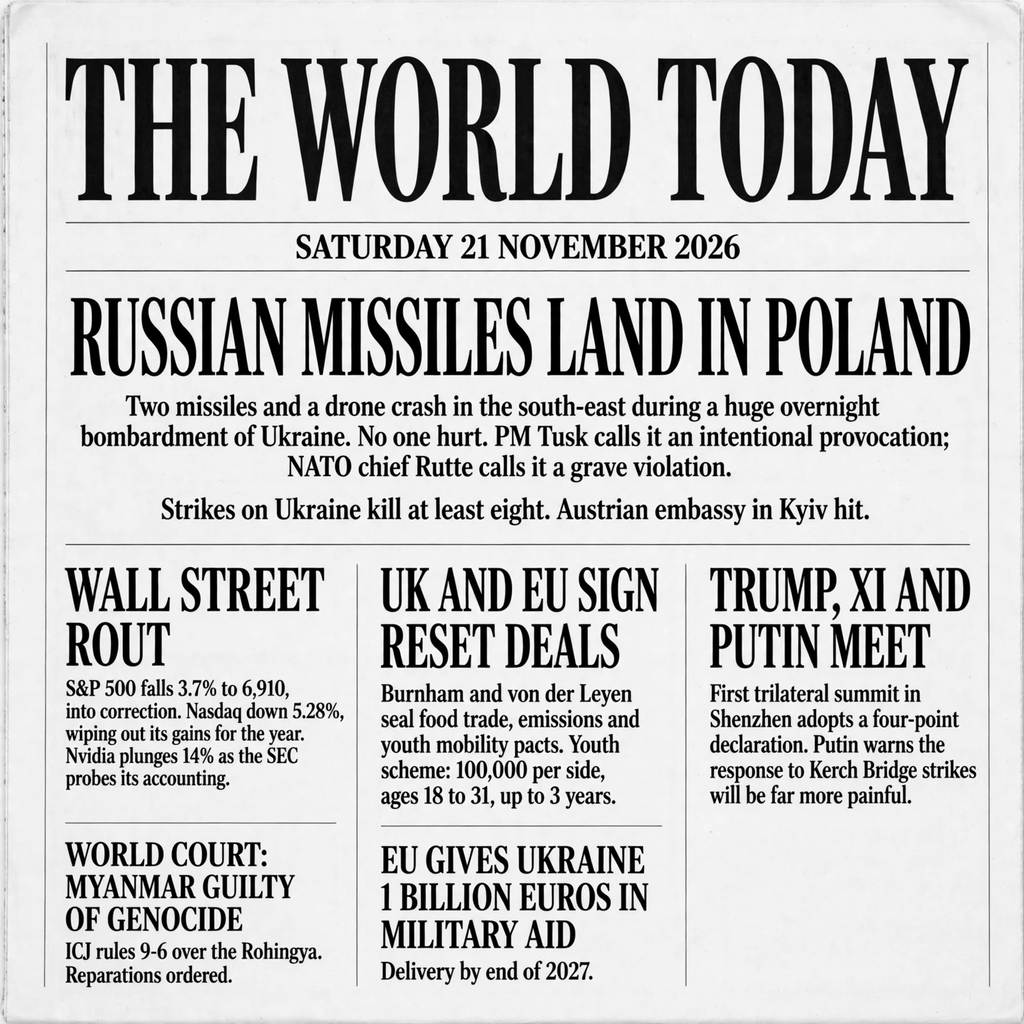 THE WORLD TODAY
SATURDAY 21 NOVEMBER 2026
RUSSIAN MISSILES LAND IN POLAND
Two missiles and a drone crash in the south-east during a huge overnight
bombardment of Ukraine. No one hurt. PM Tusk calls it an intentional provocation;
NATO chief Rutte calls it a grave violation.
Strikes on Ukraine kill at least eight. Austrian embassy in Kyiv hit.
WALL STREET
ROUT
S&P 500 falls 3.7% to 6,910,
into correction. Nasdaq down 5.28%,
wiping out its gains for the year.
Nvidia plunges 14% as the SEC
probes its accounting.
WORLD COURT:
MYANMAR GUILTY
OF GENOCIDE
ICJ rules 9-6 over the Rohingya.
Reparations ordered.
UK AND EU SIGN
RESET DEALS
Burnham and von der Leyen
seal food trade, emissions and
youth mobility pacts. Youth
scheme: 100,000 per side,
ages 18 to 31, up to 3 years.
EU GIVES UKRAINE
1 BILLION EUROS IN
MILITARY AID
Delivery by end of 2027.
TRUMP, XI AND
PUTIN MEET
First trilateral summit in
Shenzhen adopts a four-point
declaration. Putin warns the
response to Kerch Bridge strikes
will be far more painful.